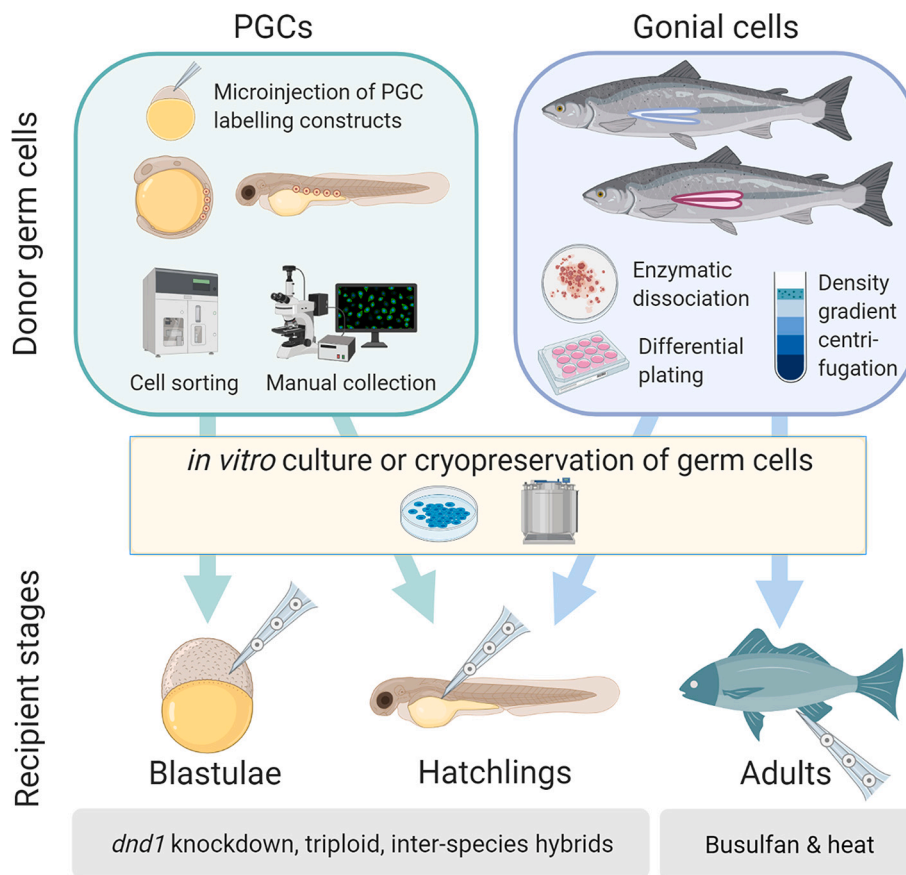 PGCs
Gonial cells
Donor germ cells
Microinjection of PGC
labelling constructs
Cell sorting
Manual collection
Enzymatic
dissociation
Differential
plating
Density
gradient
centri-
fugation
in vitro culture or cryopreservation of germ cells
Recipient stages
Blastulae
Hatchlings
Adults
dnd1 knockdown, triploid, inter-species hybrids
Busulfan & heat